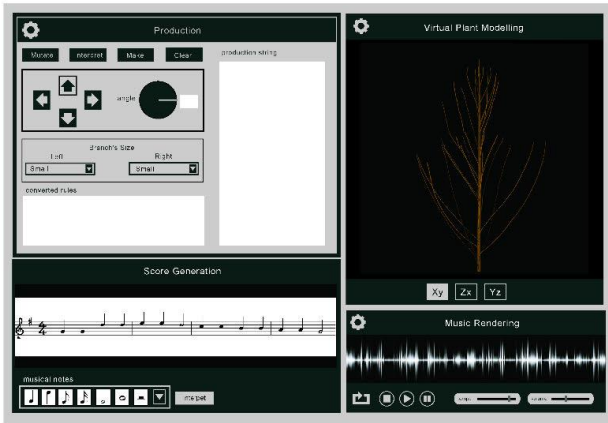 Production
Mutate Interpret Make Clear
production string
angle
Branch's Size
Left Right
Small Small
converted rules
Virtual Plant Modelling
Xy Zx Yz
Score Generation
musical notes
Music Rendering